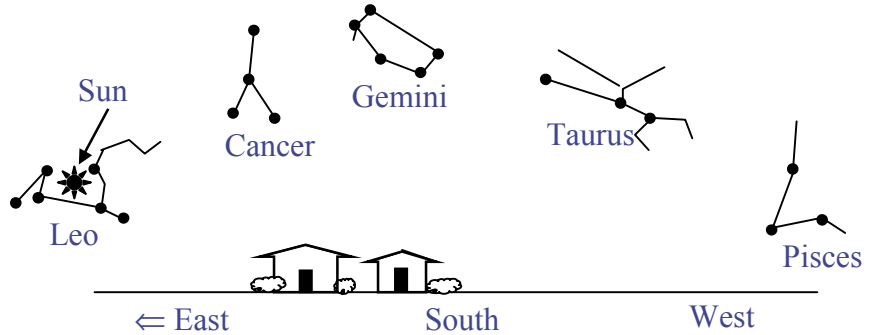 Sun
Cancer
Gemini
Taurus
Leo
Pisces
⇐ East South West